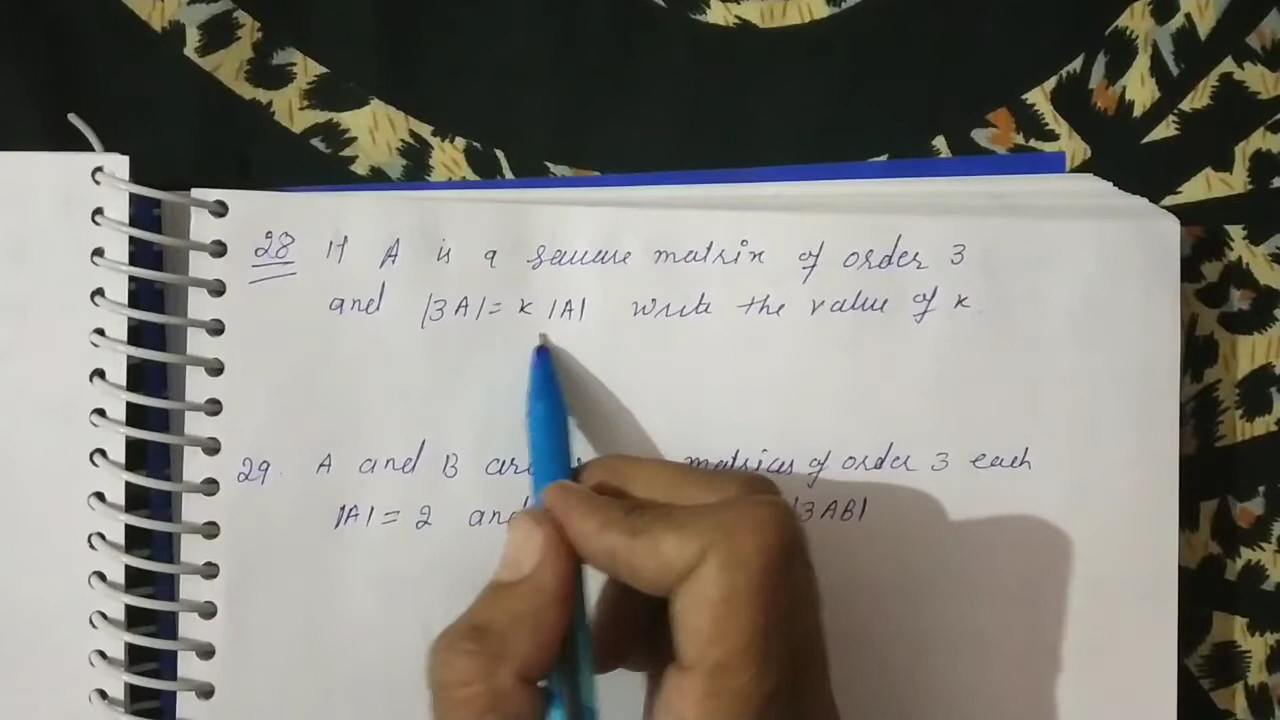 28 If A is a square matrix of order 3
and |3A| = k |A| write the value of k
29. A and B are matrices of order 3 each
|A| = 2 and |3AB|